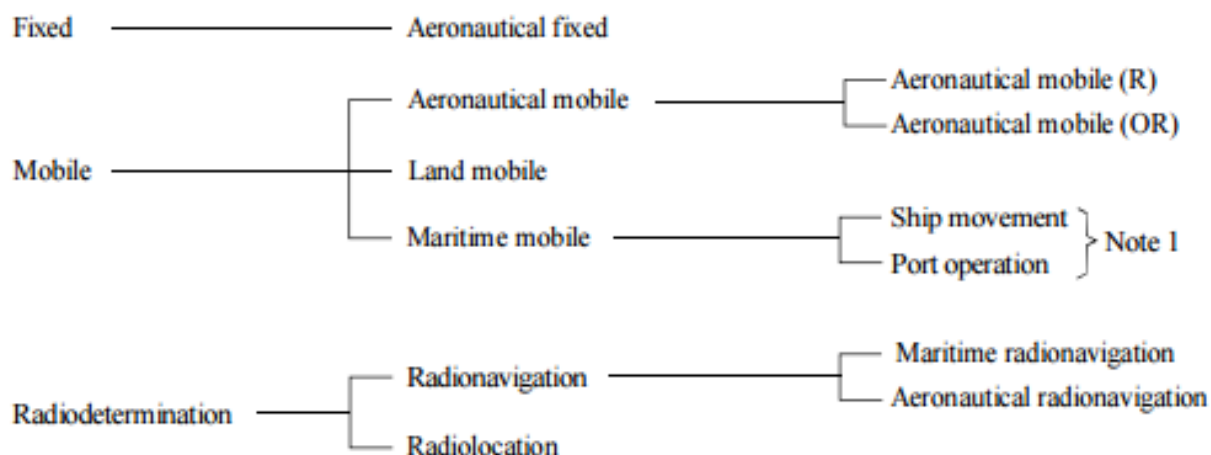 Fixed Aeronautical fixed
Aeronautical mobile (R)
Aeronautical mobile
Aeronautical mobile (OR)
Mobile Land mobile
Ship movement
Maritime mobile Note 1
Port operation
Maritime radionavigation
Radionavigation
Aeronautical radionavigation
Radiodetermination
Radiolocation